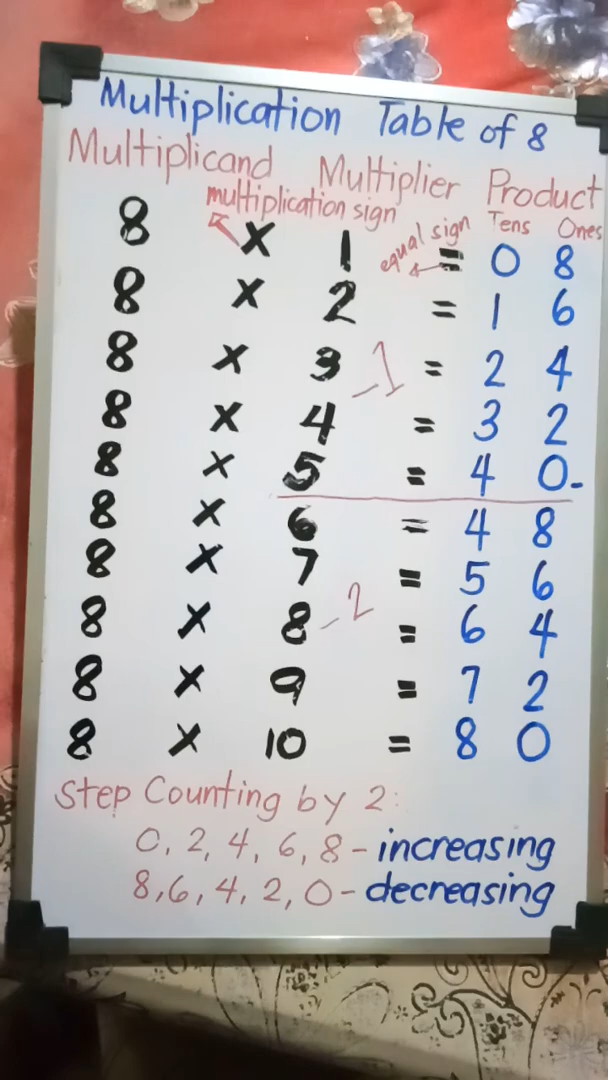 Multiplication Table of 8
Multiplicand Multiplier Product
multiplication sign equal sign Tens Ones
8 x 1 = 0 8
8 x 2 = 1 6
8 x 3 = 2 4
1
8 x 4 = 3 2
8 x 5 = 4 0-
8 x 6 = 4 8
8 x 7 = 5 6
2
8 x 8 = 6 4
8 x 9 = 7 2
8 x 10 = 8 0
Step Counting by 2:
0, 2, 4, 6, 8 - increasing
8, 6, 4, 2, 0 - decreasing